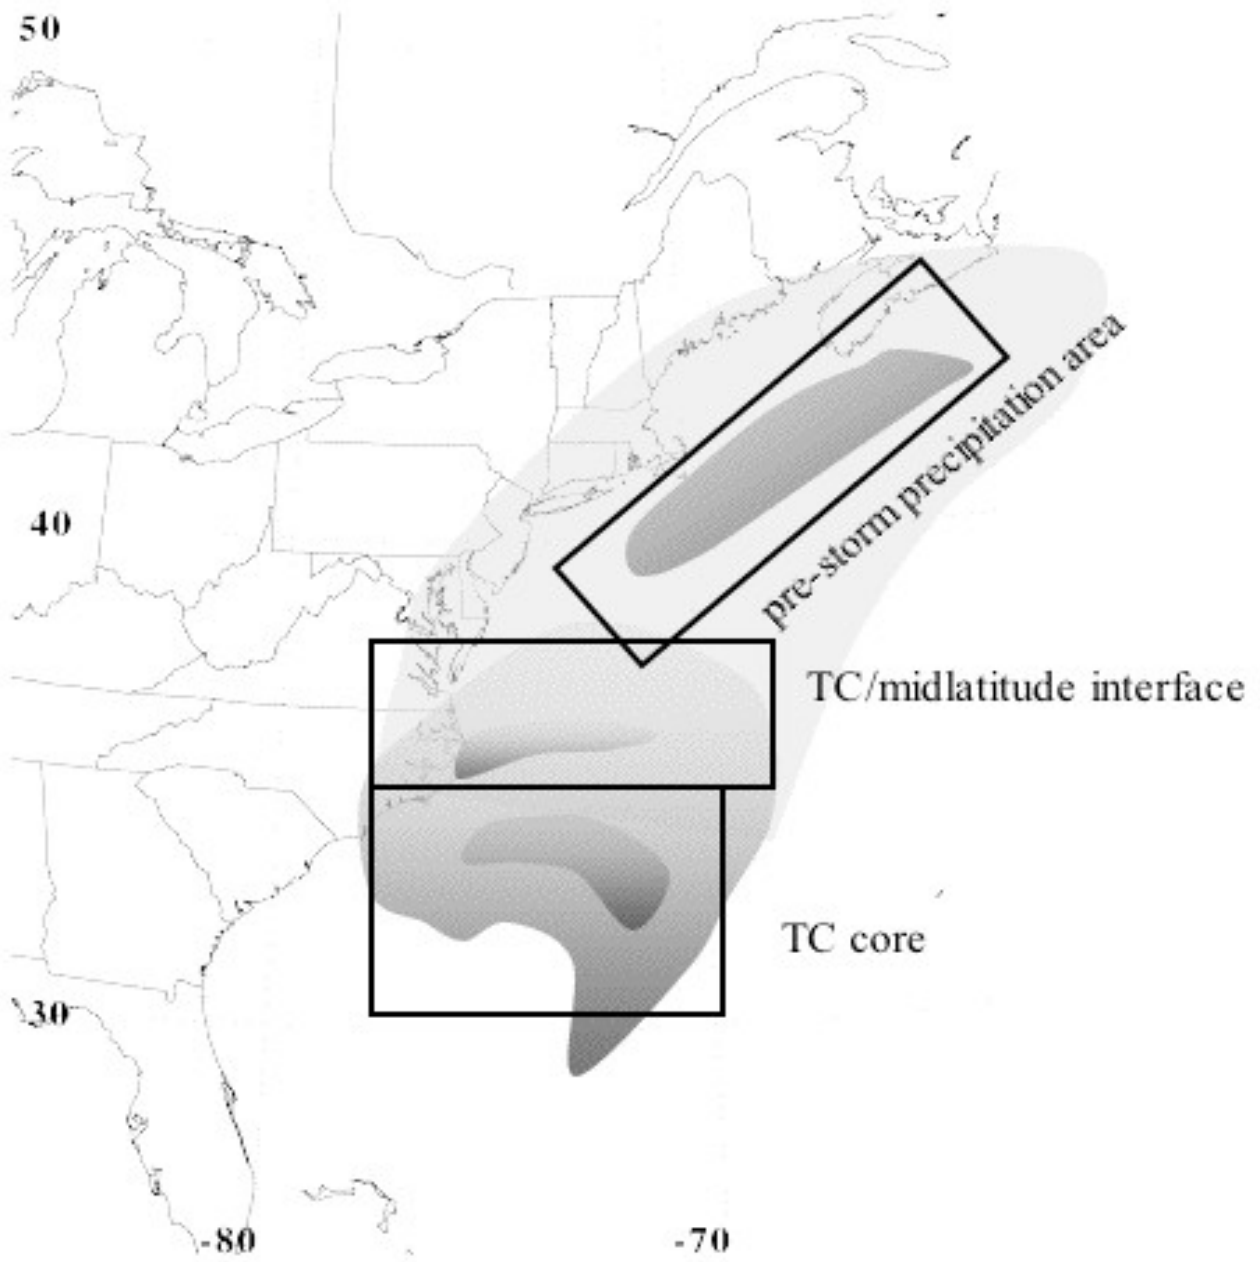 50
pre-storm precipitation area
40
TC/midlatitude interface
TC core
30
-80
-70